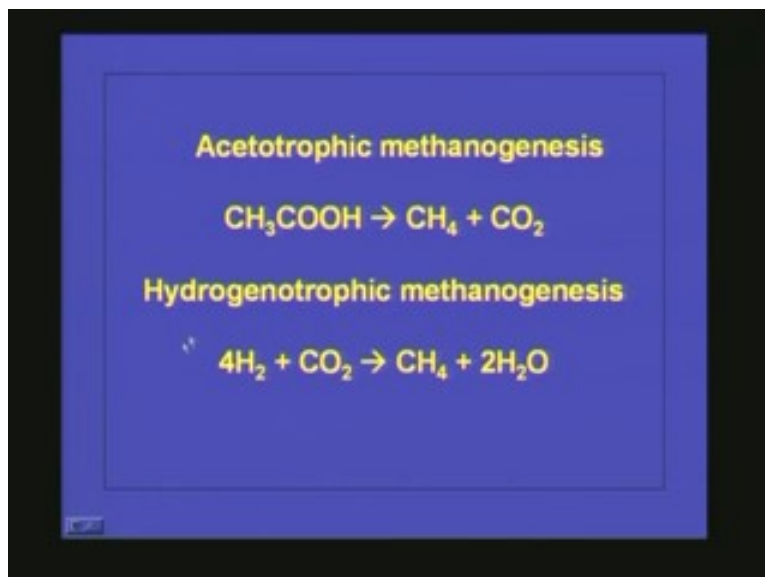 Acetotrophic methanogenesis
CH₃COOH → CH₄ + CO₂
Hydrogenotrophic methanogenesis
4H₂ + CO₂ → CH₄ + 2H₂O